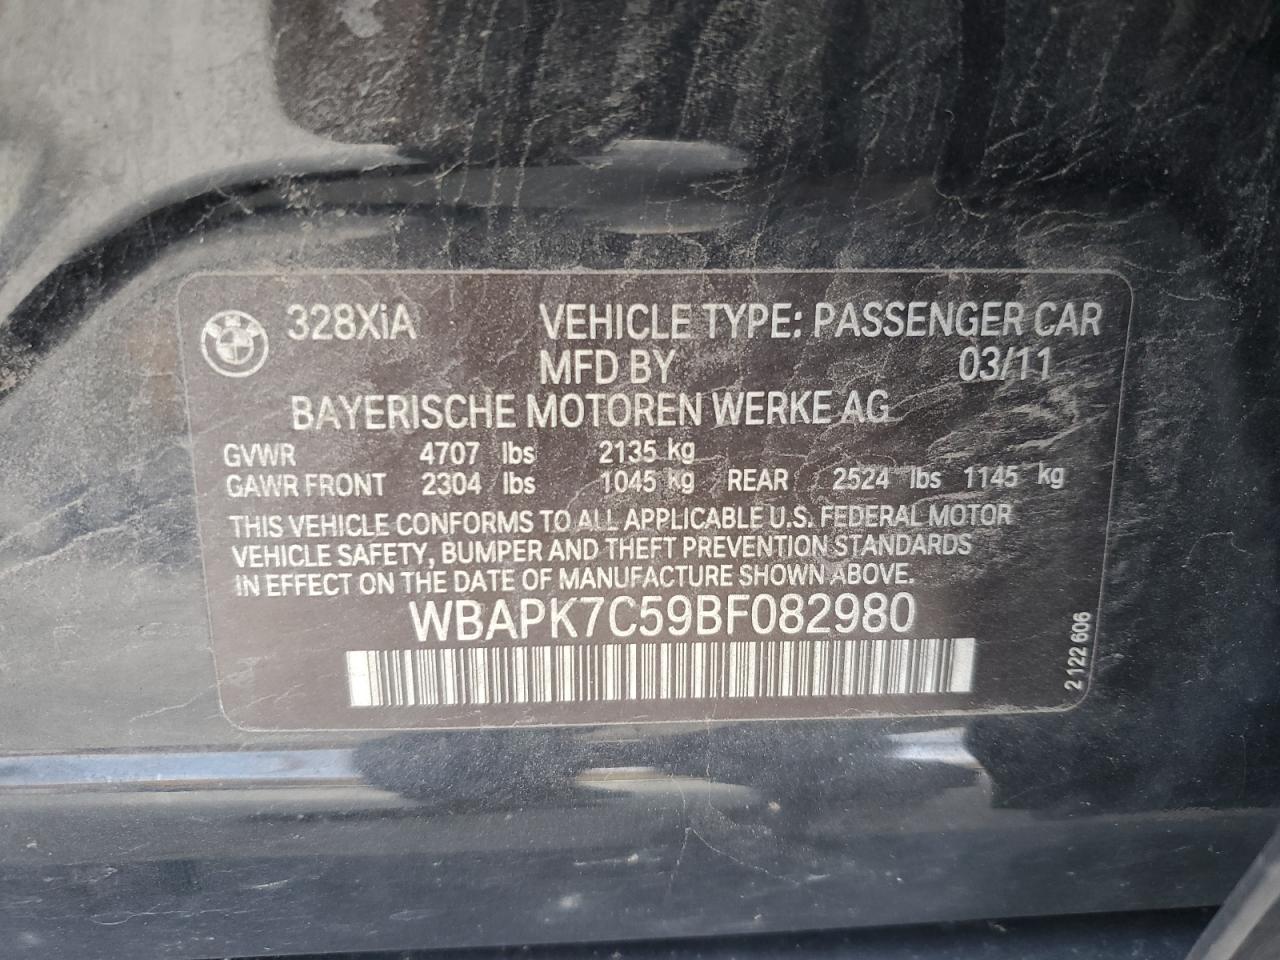 328XiA VEHICLE TYPE: PASSENGER CAR
MFD BY 03/11
BAYERISCHE MOTOREN WERKE AG
GVWR 4707 lbs 2135 kg
GAWR FRONT 2304 lbs 1045 kg REAR 2524 lbs 1145 kg
THIS VEHICLE CONFORMS TO ALL APPLICABLE U.S. FEDERAL MOTOR
VEHICLE SAFETY, BUMPER AND THEFT PREVENTION STANDARDS
IN EFFECT ON THE DATE OF MANUFACTURE SHOWN ABOVE.
WBAPK7C59BF082980
2 122 606